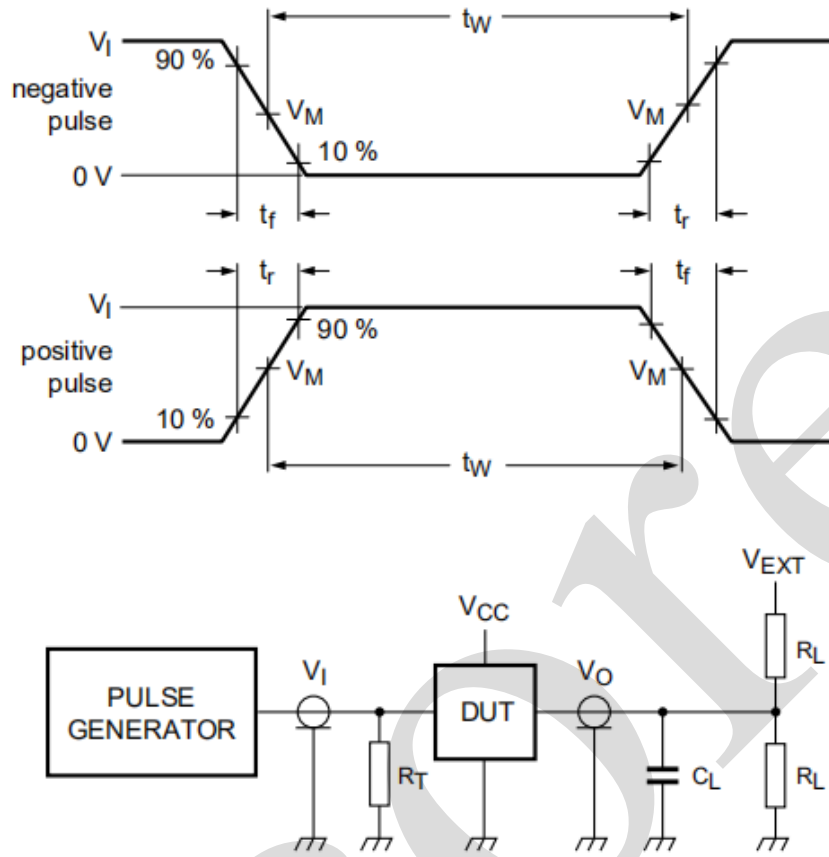 tW
VI
90 %
negative
pulse
VM
VM
10 %
0 V
tf
tr
tr
tf
VI
90 %
positive
pulse
VM
VM
10 %
0 V
tW
VEXT
VCC
RL
VI
VO
PULSE
GENERATOR
DUT
RT
CL
RL